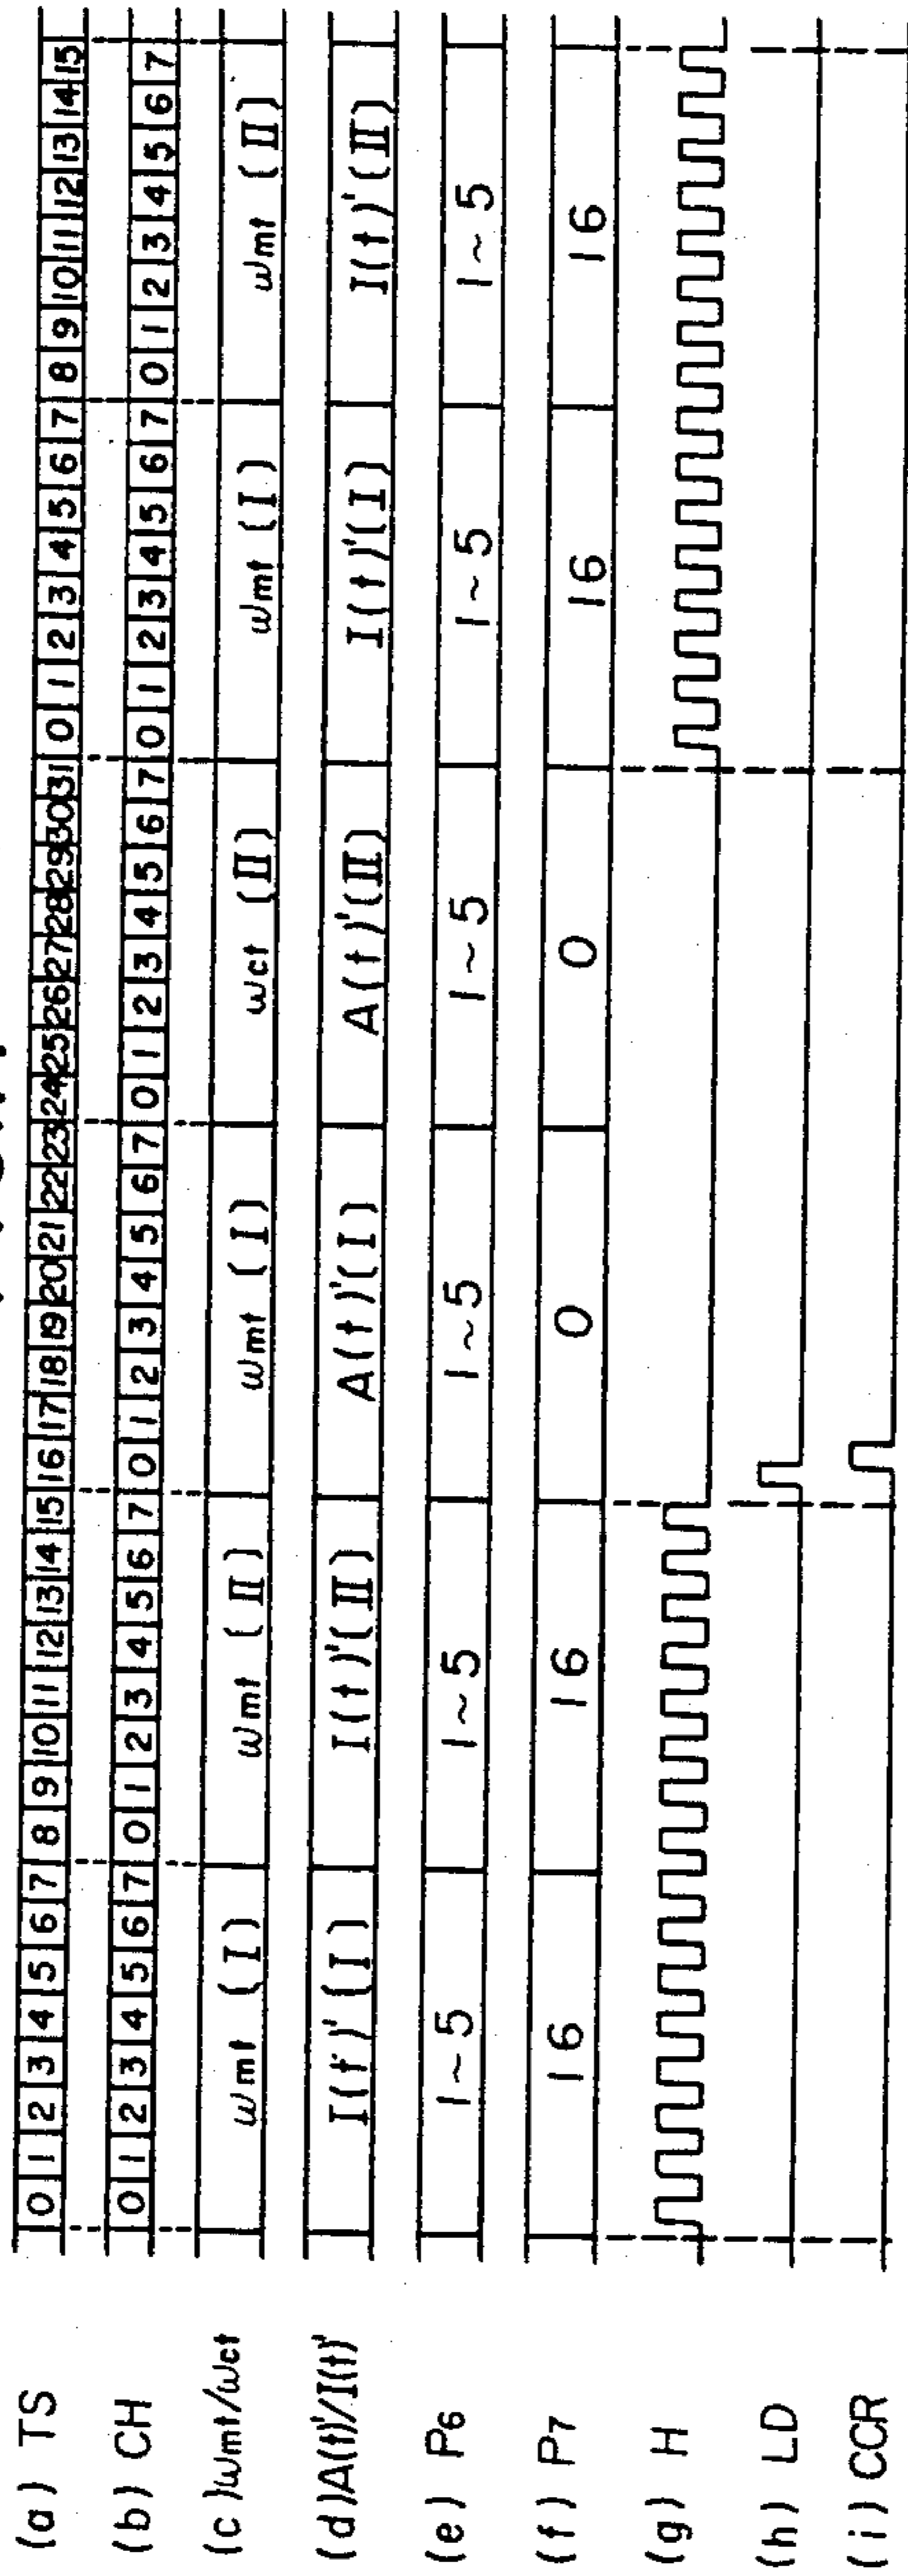 (a) TS 0 1 2 3 4 5 6 7 8 9 10 11 12 13 14 15 16 17 18 19 20 21 22 23 24 25 26 27 28 29 30 31 0 1 2 3 4 5 6 7 8 9 10 11 12 13 14 15
(b) CH 0 1 2 3 4 5 6 7 0 1 2 3 4 5 6 7 0 1 2 3 4 5 6 7 0 1 2 3 4 5 6 7 0 1 2 3 4 5 6 7 0 1 2 3 4 5 6 7
(c) ωmt/ωct ωmt (I) ωmt (II) ωmt (I) ωct (II) ωmt (I) ωmt (II)
(d) A(t)'/I(t)' I(t)'(I) I(t)'(II) A(t)'(I) A(t)'(II) I(t)'(I) I(t)'(II)
(e) P6 1~5 1~5 1~5 1~5 1~5 1~5
(f) P7 16 16 0 0 16 16
(g) H
(h) LD
(i) CCR